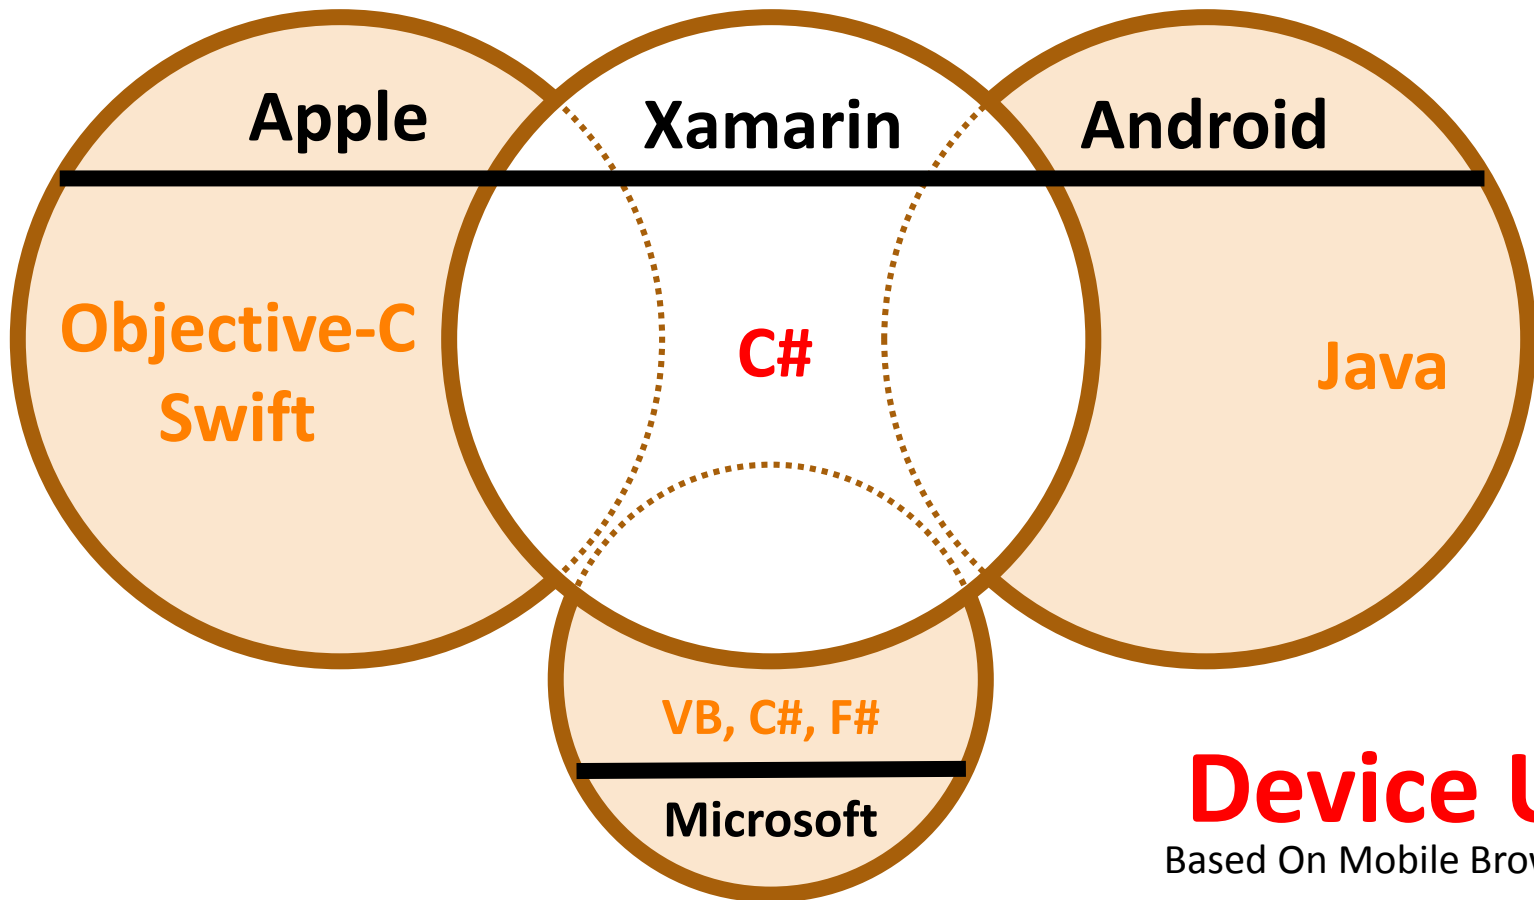 Apple
Xamarin
Android
Objective-C
Swift
C#
Java
VB, C#, F#
Microsoft
Device
Based On Mobile